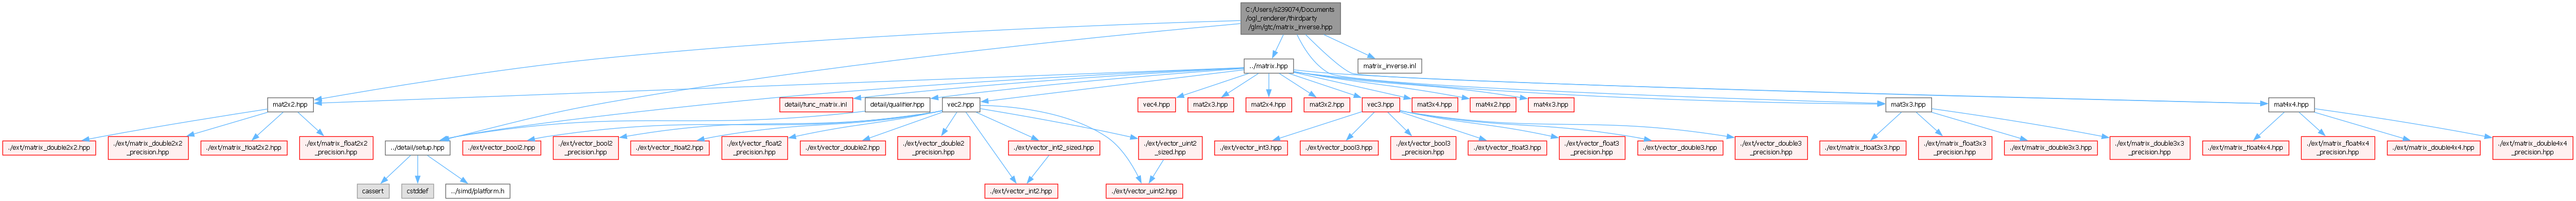 C:/Users/s239074/Documents
/ogl_renderer/thirdparty
/glm/gtc/matrix_inverse.hpp
../matrix.hpp
matrix_inverse.inl
mat2x2.hpp
detail/func_matrix.inl
detail/qualifier.hpp
vec2.hpp
vec4.hpp
mat2x3.hpp
mat2x4.hpp
mat3x2.hpp
vec3.hpp
mat3x4.hpp
mat4x2.hpp
mat4x3.hpp
mat3x3.hpp
mat4x4.hpp
./ext/matrix_double2x2.hpp
./ext/matrix_double2x2
_precision.hpp
./ext/matrix_float2x2.hpp
./ext/matrix_float2x2
_precision.hpp
../detail/setup.hpp
./ext/vector_bool2.hpp
./ext/vector_bool2
_precision.hpp
./ext/vector_float2.hpp
./ext/vector_float2
_precision.hpp
./ext/vector_double2.hpp
./ext/vector_double2
_precision.hpp
./ext/vector_int2_sized.hpp
./ext/vector_uint2
_sized.hpp
./ext/vector_int3.hpp
./ext/vector_bool3.hpp
./ext/vector_bool3
_precision.hpp
./ext/vector_float3.hpp
./ext/vector_float3
_precision.hpp
./ext/vector_double3.hpp
./ext/vector_double3
_precision.hpp
./ext/matrix_float3x3.hpp
./ext/matrix_float3x3
_precision.hpp
./ext/matrix_double3x3.hpp
./ext/matrix_double3x3
_precision.hpp
./ext/matrix_float4x4.hpp
./ext/matrix_float4x4
_precision.hpp
./ext/matrix_double4x4.hpp
./ext/matrix_double4x4
_precision.hpp
cassert
cstddef
../simd/platform.h
./ext/vector_int2.hpp
./ext/vector_uint2.hpp